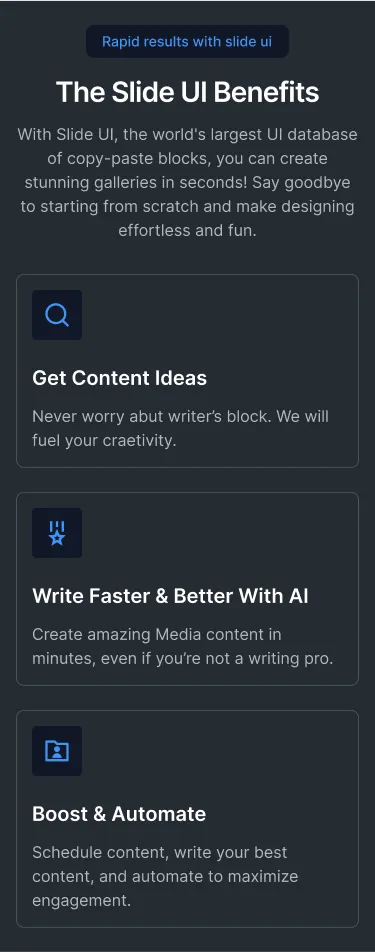 Rapid results with slide ui
The Slide UI Benefits
With Slide UI, the world's largest UI database
of copy-paste blocks, you can create
stunning galleries in seconds! Say goodbye
to starting from scratch and make designing
effortless and fun.
Get Content Ideas
Never worry abut writer’s block. We will
fuel your craetivity.
Write Faster & Better With AI
Create amazing Media content in
minutes, even if you’re not a writing pro.
Boost & Automate
Schedule content, write your best
content, and automate to maximize
engagement.